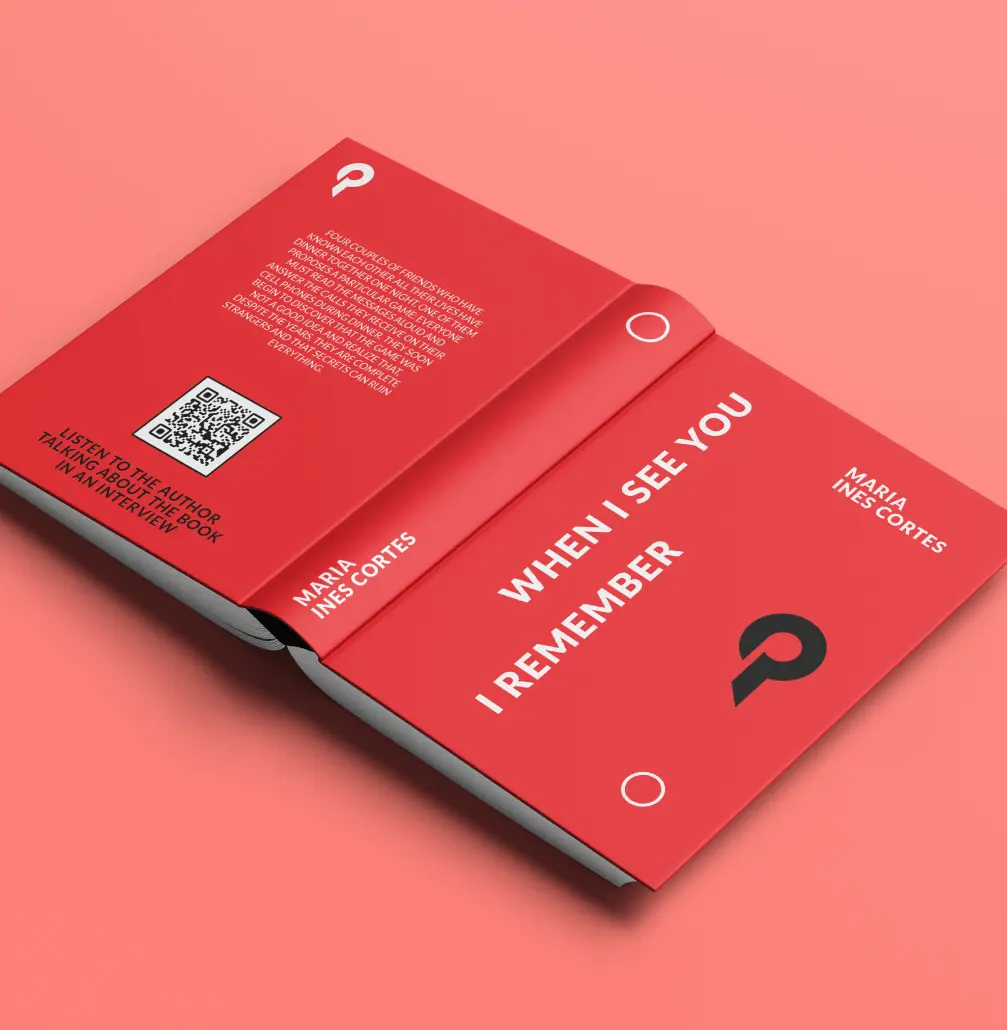 FOUR COUPLES OF FRIENDS WHO HAVE
KNOWN EACH OTHER ALL THEIR LIVES HAVE
DINNER TOGETHER ONE NIGHT. ONE OF THEM
PROPOSES A PARTICULAR GAME: EVERYONE
MUST READ THE MESSAGES ALOUD AND
ANSWER THE CALLS THEY RECEIVE ON THEIR
CELL PHONES DURING DINNER. THEY SOON
BEGIN TO DISCOVER THAT THE GAME WAS
NOT A GOOD IDEA AND REALIZE THAT,
DESPITE THE YEARS, THEY ARE COMPLETE
STRANGERS AND THAT SECRETS CAN RUIN
EVERYTHING.
LISTEN TO THE AUTHOR
TALKING ABOUT THE BOOK
IN AN INTERVIEW
MARIA
INES CORTES
WHEN I SEE YOU
I REMEMBER
MARIA
INES CORTES